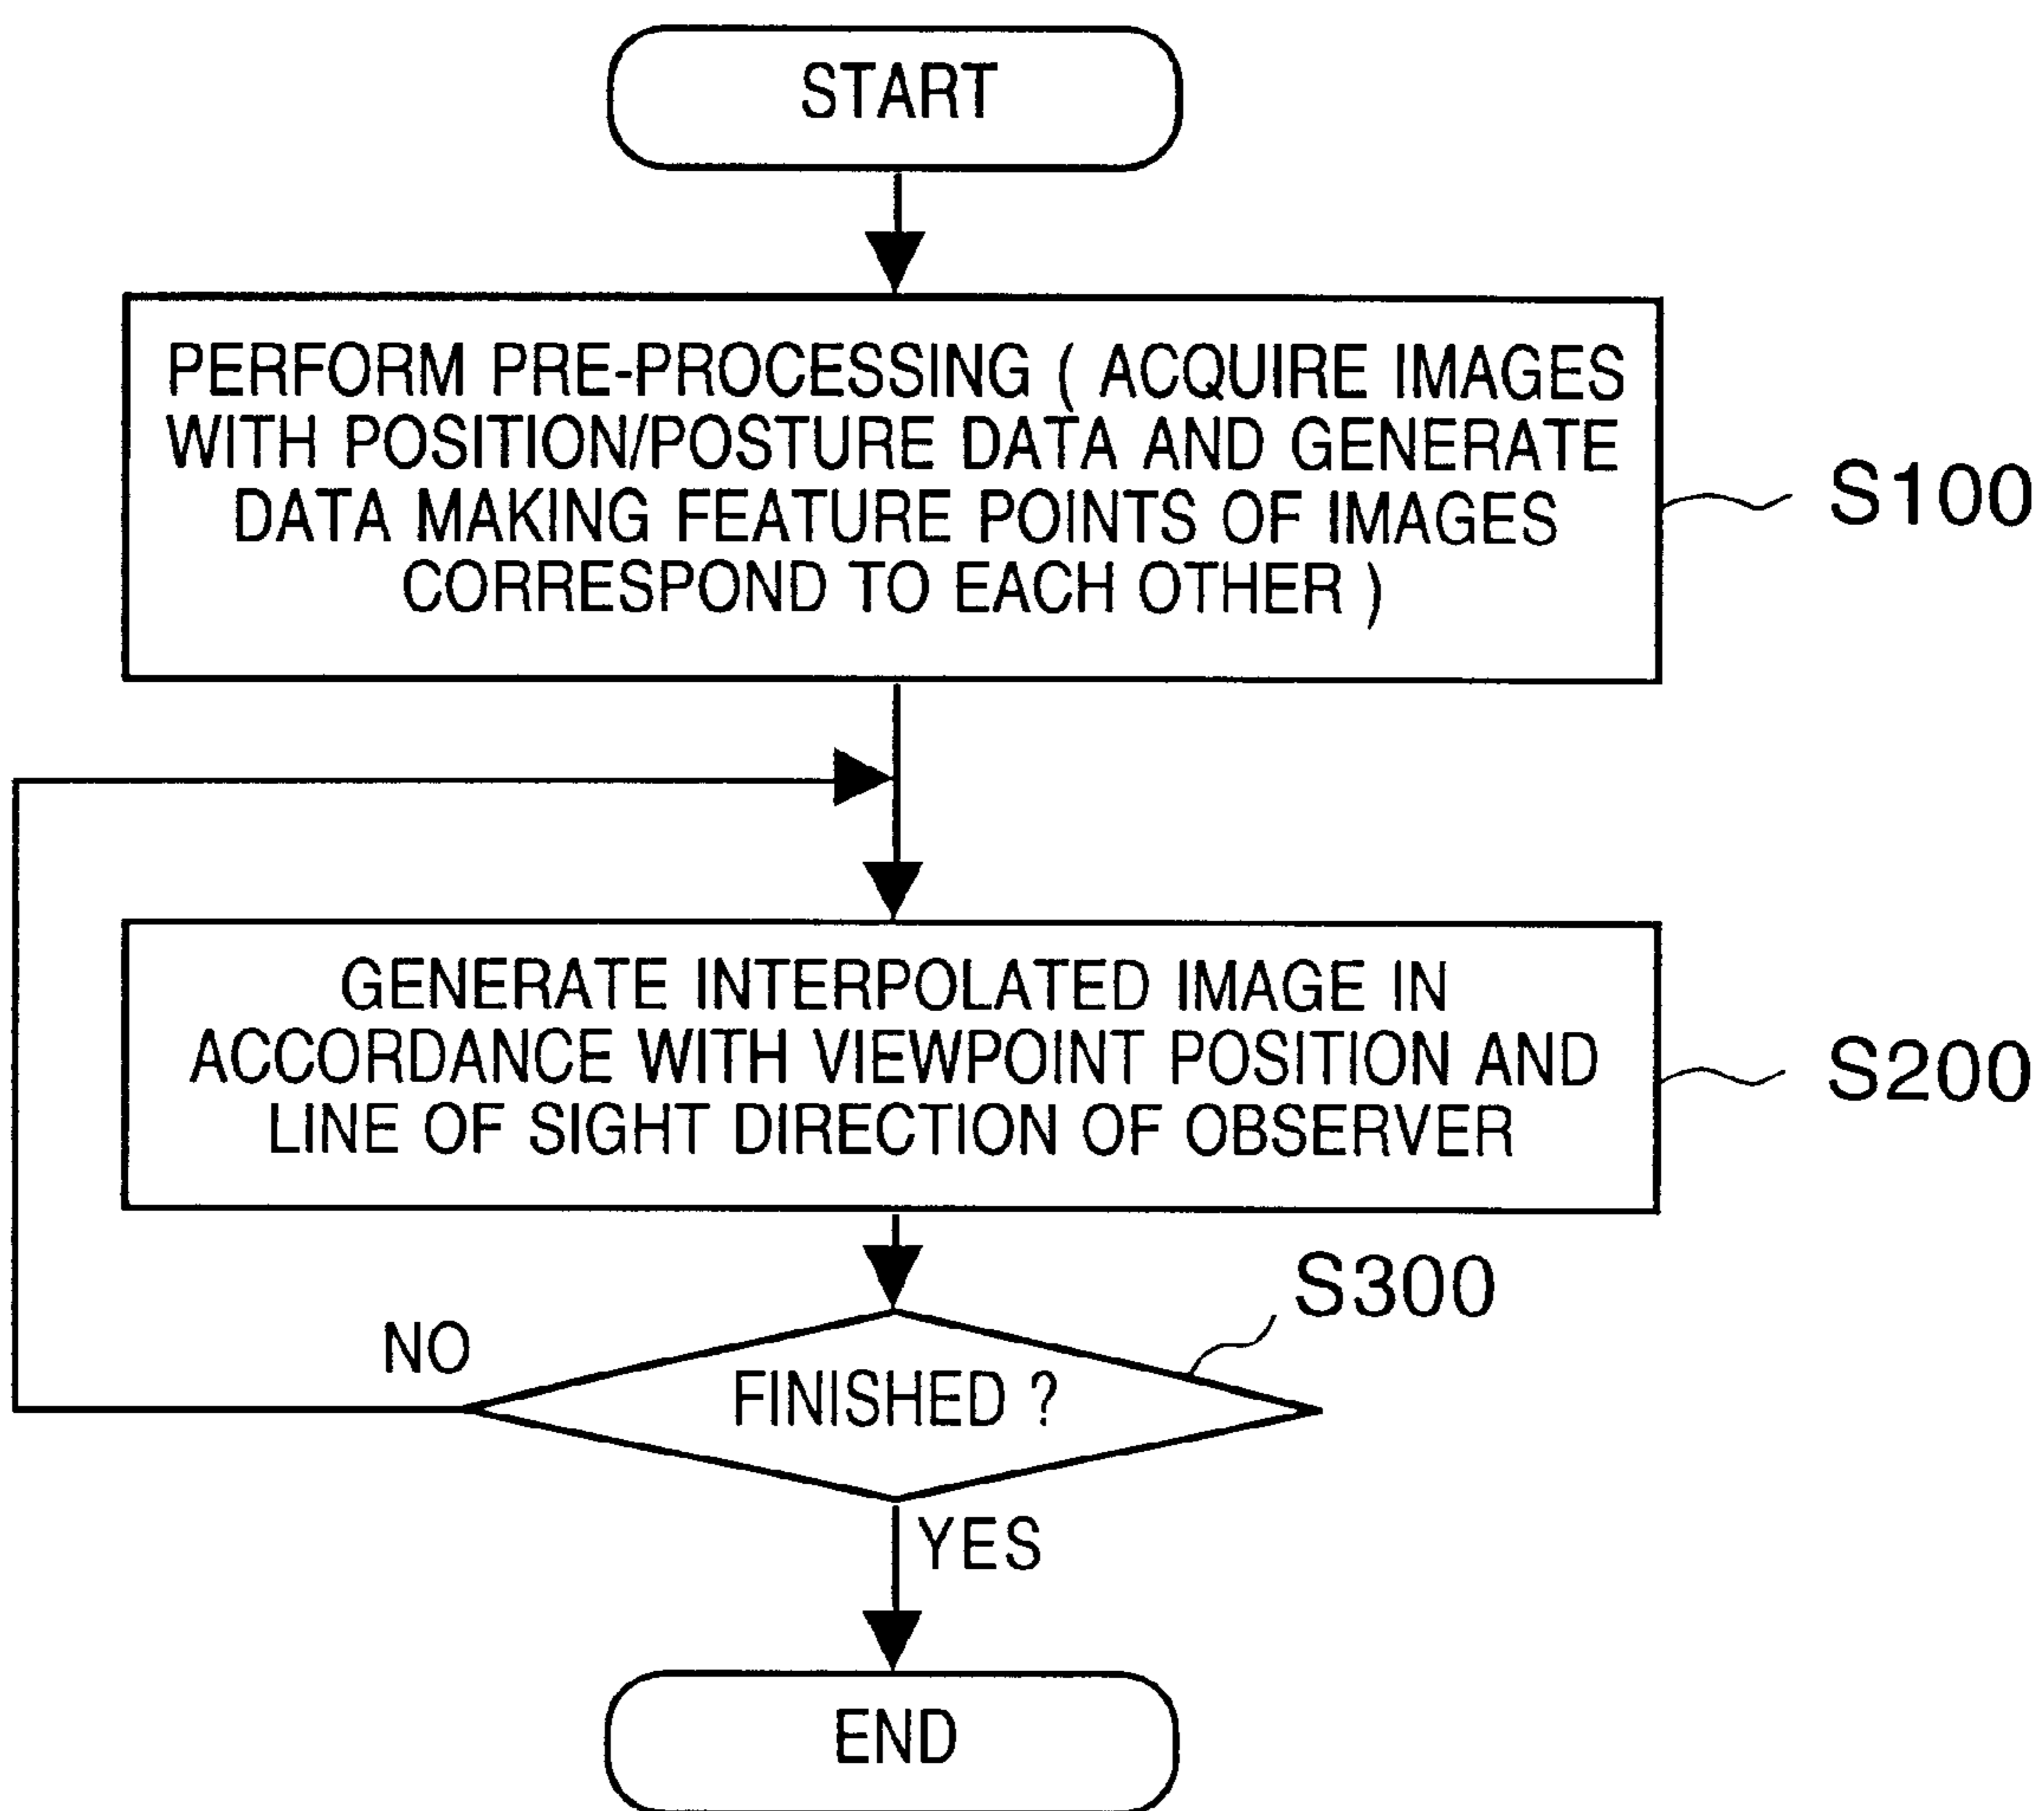 START
PERFORM PRE-PROCESSING ( ACQUIRE IMAGES
WITH POSITION/POSTURE DATA AND GENERATE
DATA MAKING FEATURE POINTS OF IMAGES
CORRESPOND TO EACH OTHER )
S100
GENERATE INTERPOLATED IMAGE IN
ACCORDANCE WITH VIEWPOINT POSITION AND
LINE OF SIGHT DIRECTION OF OBSERVER
S200
S300
NO
FINISHED ?
YES
END